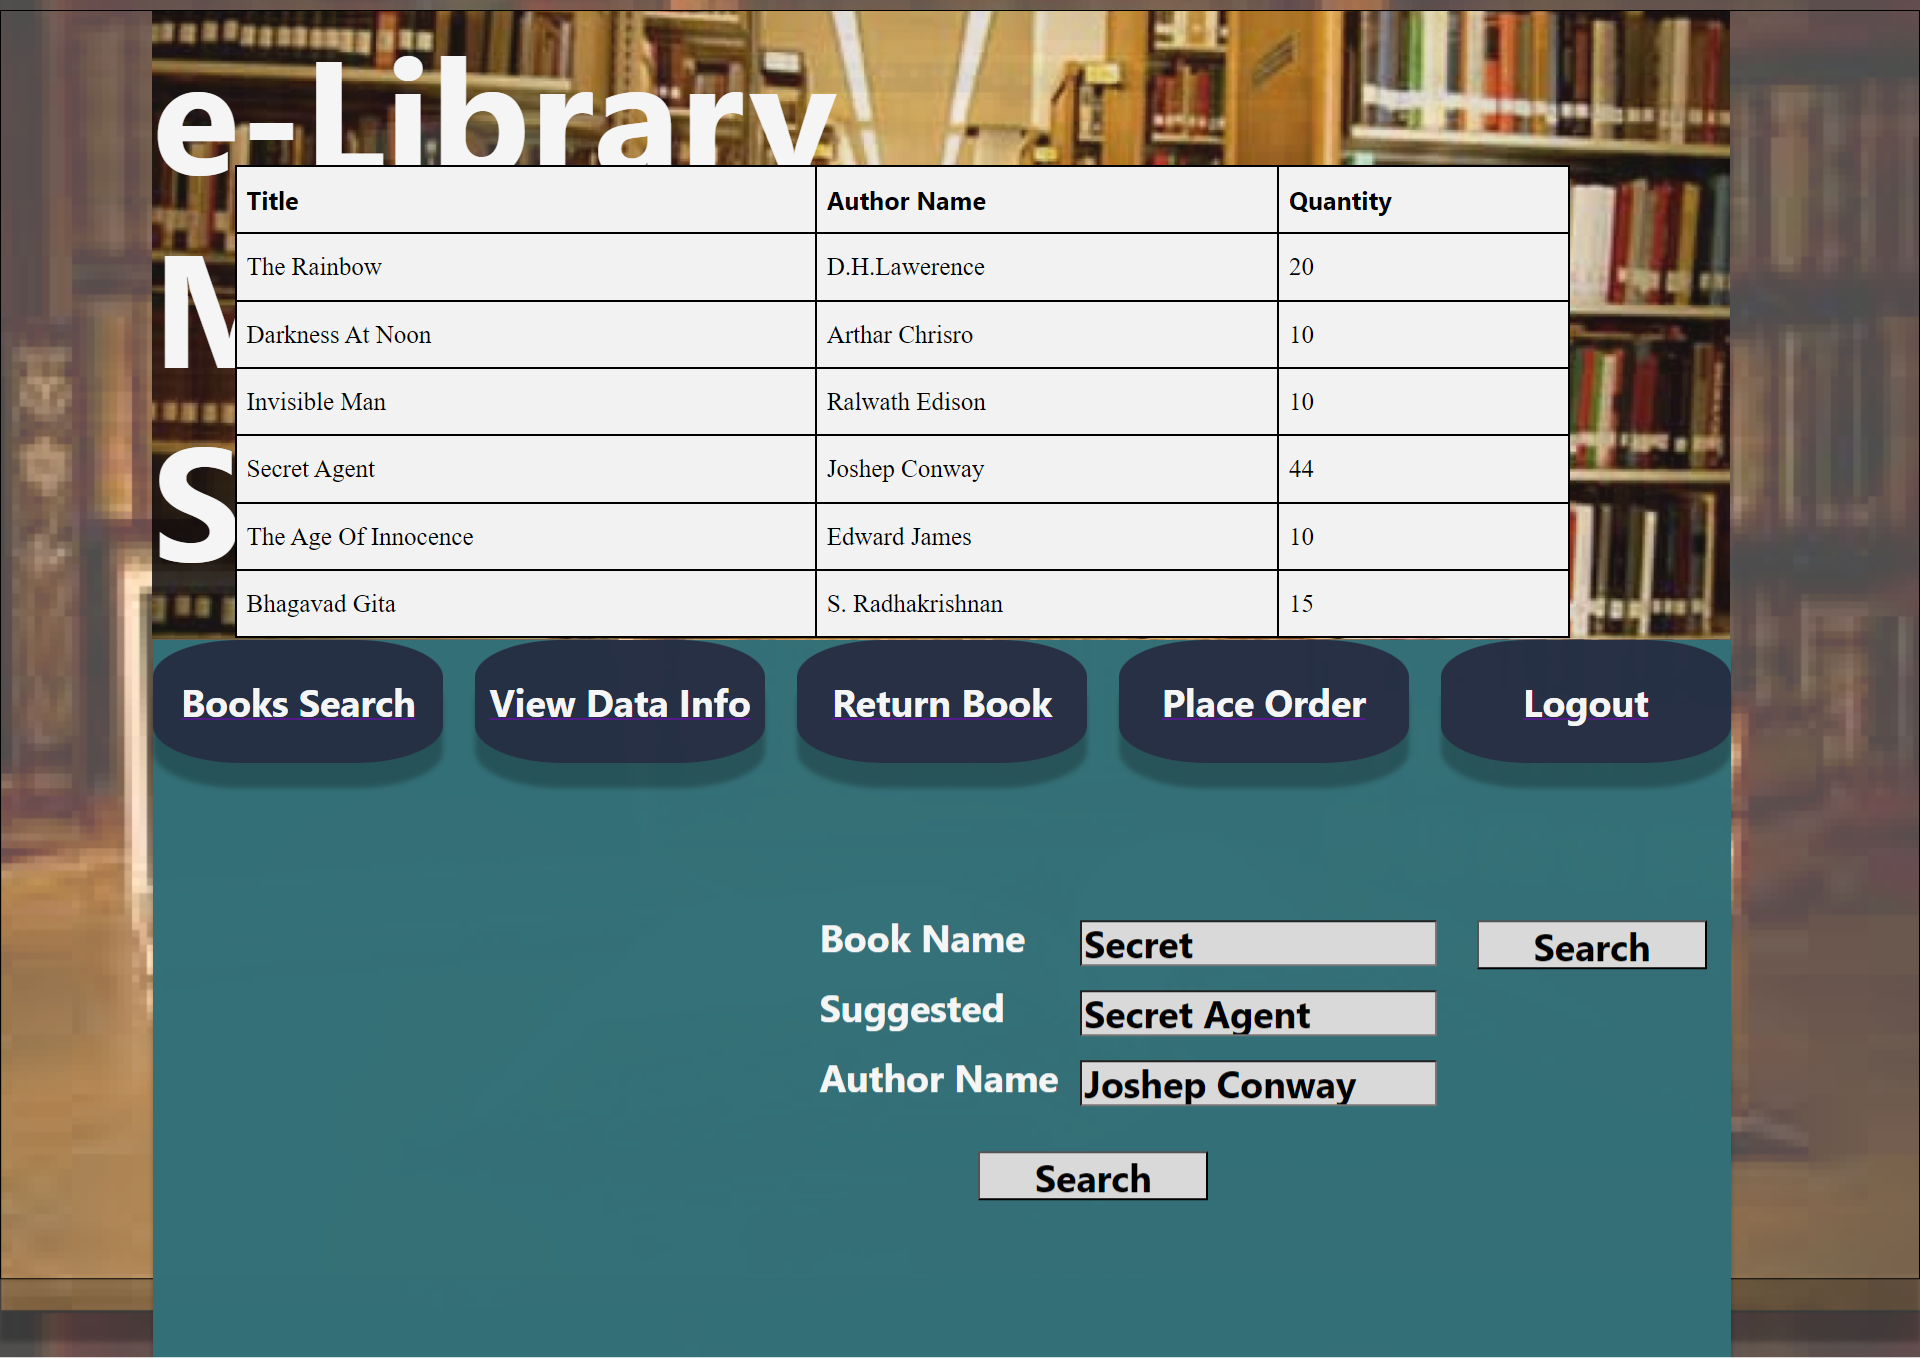 e-Library
Title Author Name Quantity
The Rainbow D.H.Lawerence 20
M
Darkness At Noon Arthar Chrisro 10
Invisible Man Ralwath Edison 10
Secret Agent Joshep Conway 44
S
The Age Of Innocence Edward James 10
Bhagavad Gita S. Radhakrishnan 15
Books Search View Data Info Return Book Place Order Logout
Book Name Secret Search
Suggested Secret Agent
Author Name Joshep Conway
Search